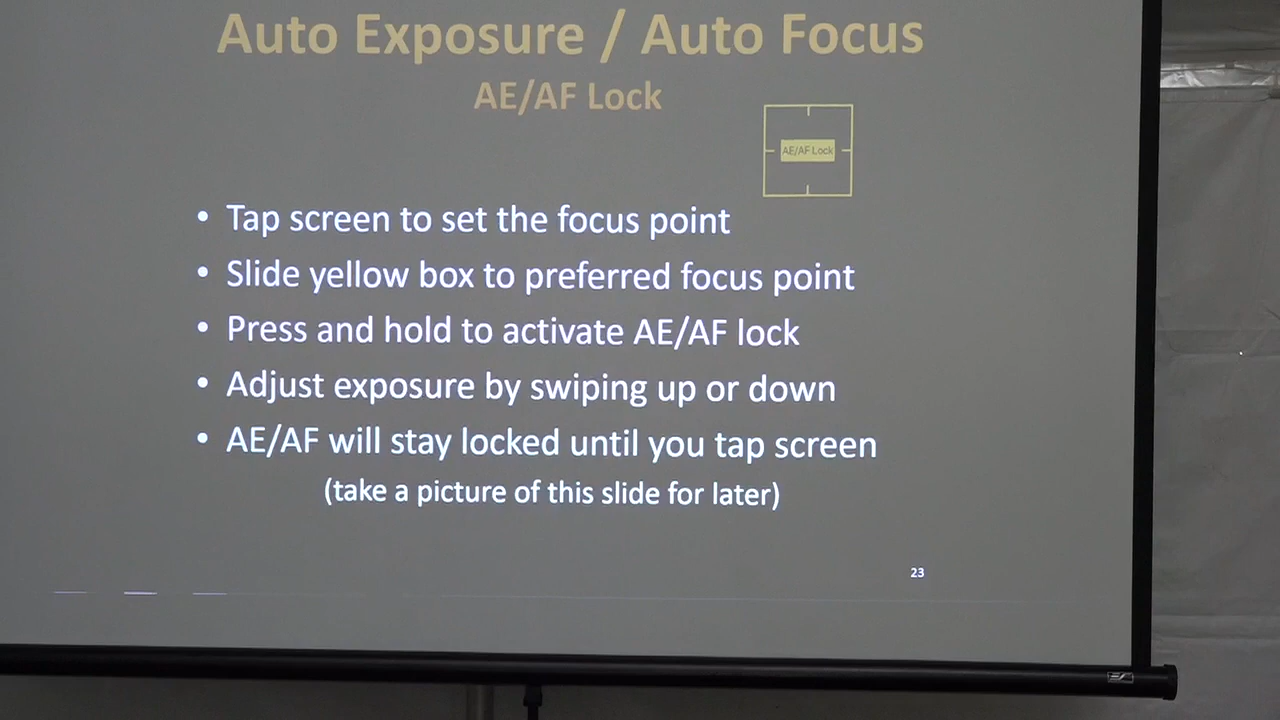 Auto Exposure / Auto Focus
AE/AF Lock
AE/AF Lock
• Tap screen to set the focus point
• Slide yellow box to preferred focus point
• Press and hold to activate AE/AF lock
• Adjust exposure by swiping up or down
• AE/AF will stay locked until you tap screen
(take a picture of this slide for later)
23